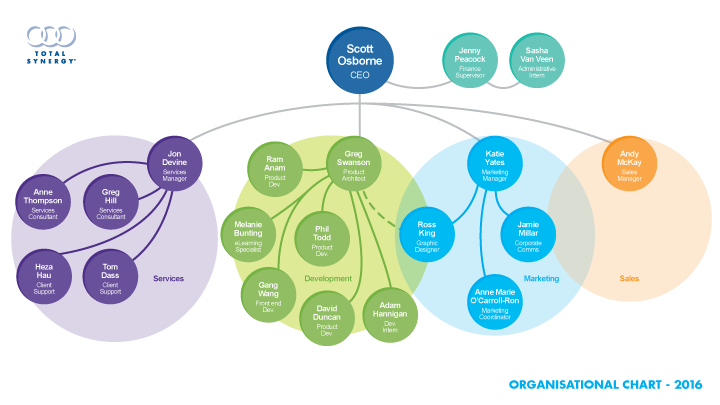 TOTAL
SYNERGY
Scott
Osborne
CEO
Jenny
Peacock
Finance
Supervisor
Sasha
Van Veen
Administrative
Intern
Jon
Devine
Services
Manager
Anne
Thompson
Services
Consultant
Greg
Hill
Services
Consultant
Heza
Hau
Client
Support
Tom
Dass
Client
Support
Services
Ram
Anam
Product
Dev
Greg
Swanson
Product
Architect
Melanie
Bunting
eLearning
Specialist
Phil
Todd
Product
Dev.
Gang
Wang
Front end
Dev.
David
Duncan
Product
Dev
Adam
Hannigan
Dev
Intern
Development
Katie
Yates
Marketing
Manager
Ross
King
Graphic
Designer
Jamie
Millar
Corporate
Comms
Anne Marie
O'Carroll-Ron
Marketing
Coordinator
Marketing
Andy
McKay
Sales
Manager
Sales
ORGANISATIONAL CHART - 2016